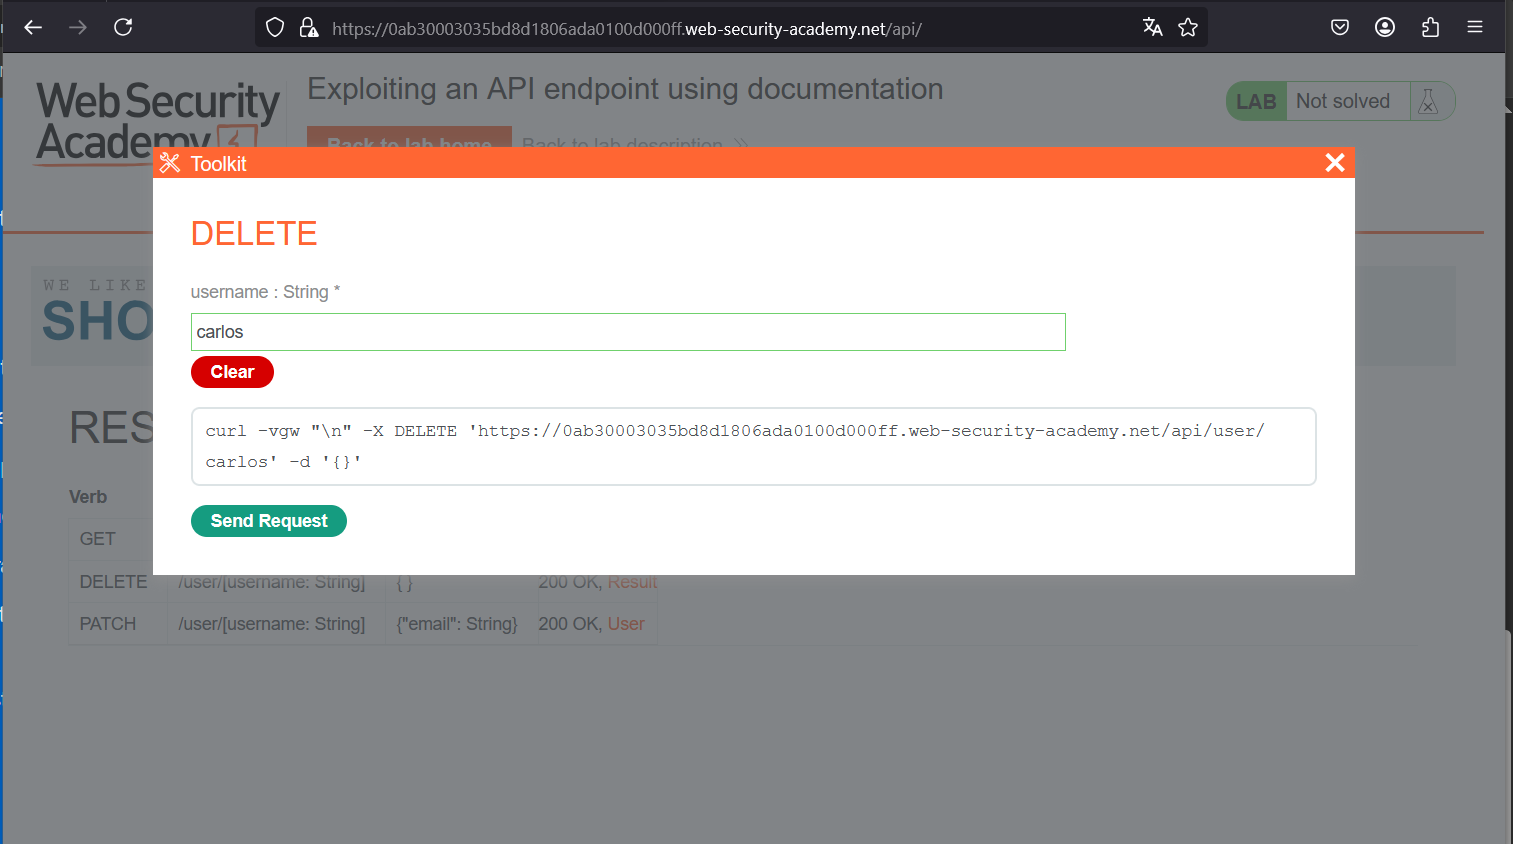 https://0ab30003035bd8d1806ada0100d000ff.web-security-academy.net/api/
Web Security
Academy
Exploiting an API endpoint using documentation
LAB Not solved
Back to lab home Back to lab description
Toolkit
DELETE
username : String *
carlos
Clear
curl -vgw "\n" -X DELETE 'https://0ab30003035bd8d1806ada0100d000ff.web-security-academy.net/api/user/
carlos' -d '{}'
Send Request
WE LIKE
SHO
RES
Verb
GET
DELETE /user/[username: String] { } 200 OK, Result
PATCH /user/[username: String] {"email": String} 200 OK, User